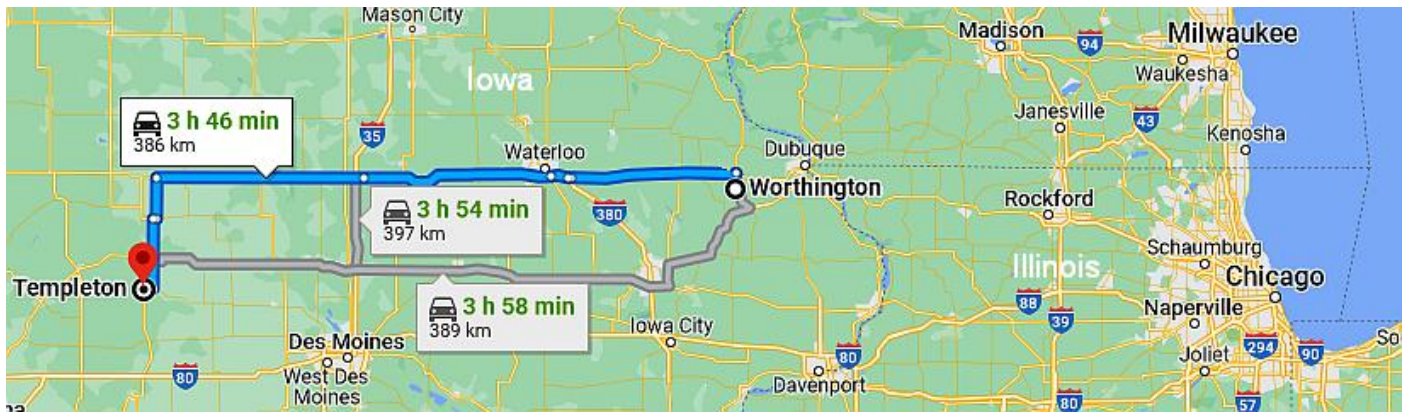 Mason City
Madison
94
Milwaukee
Waukesha
Iowa
3 h 46 min
386 km
35
Janesville
43
Kenosha
Waterloo
Dubuque
Worthington
3 h 54 min
397 km
380
Rockford
Schaumburg
Templeton
Illinois
Chicago
3 h 58 min
389 km
88
Naperville
39
Iowa City
Des Moines
80
294
90
So
Joliet
West Des
Moines
80
Davenport
80
57
na